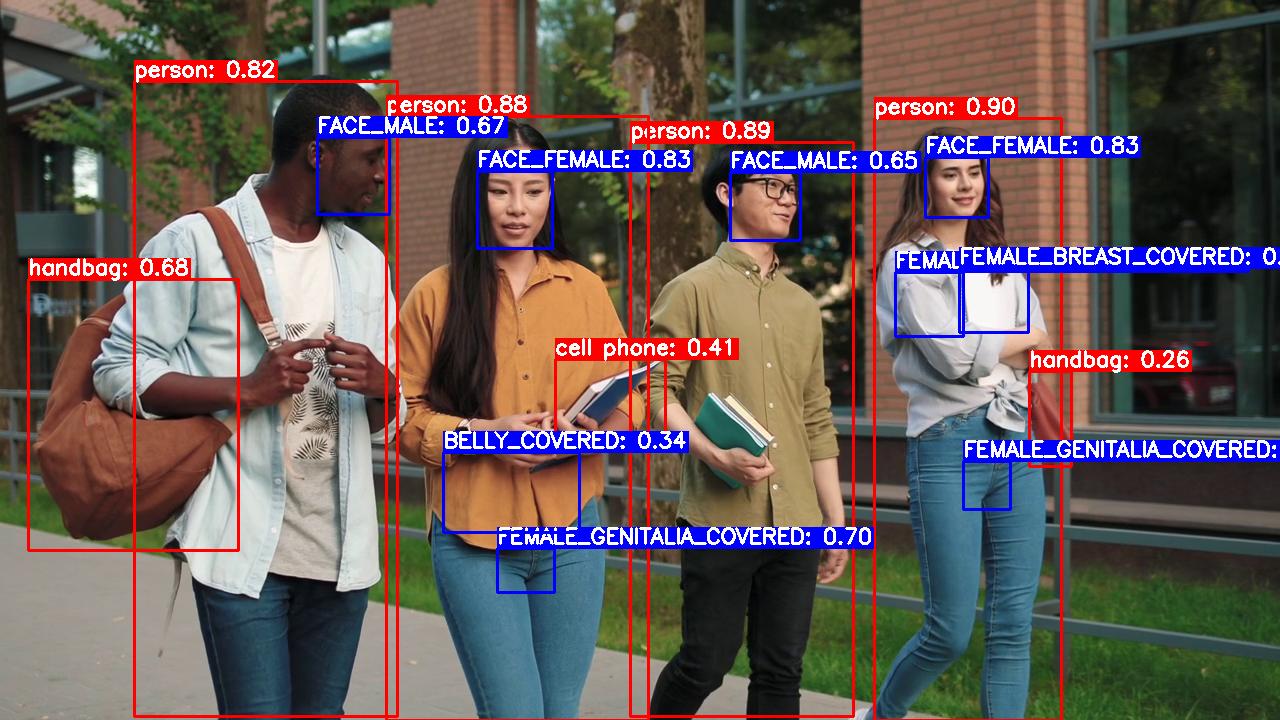 person: 0.82
person: 0.88
FACE_MALE: 0.67
person: 0.89
person: 0.90
FACE_FEMALE: 0.83
FACE_MALE: 0.65
FACE_FEMALE: 0.83
handbag: 0.68
FEMAL
FEMALE_BREAST_COVERED: 0.
cell phone: 0.41
handbag: 0.26
BELLY_COVERED: 0.34
FEMALE_GENITALIA_COVERED:
FEMALE_GENITALIA_COVERED: 0.70